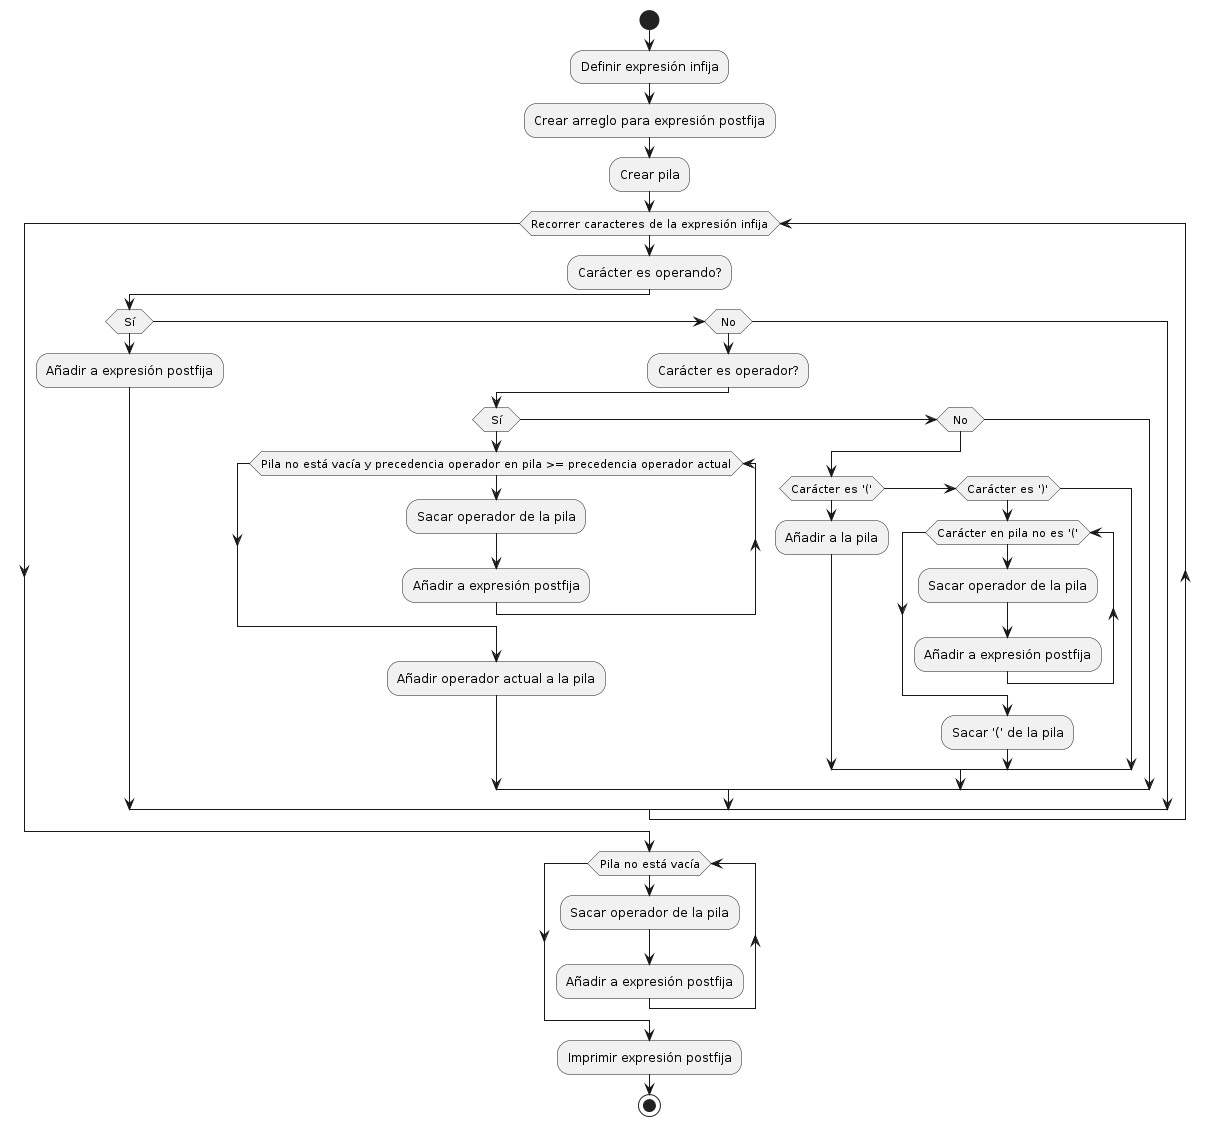 Definir expresión infija
Crear arreglo para expresión postfija
Crear pila
Recorrer caracteres de la expresión infija
Carácter es operando?
Sí
No
Añadir a expresión postfija
Carácter es operador?
Sí
No
Pila no está vacía y precedencia operador en pila >= precedencia operador actual
Sacar operador de la pila
Añadir a expresión postfija
Añadir operador actual a la pila
Carácter es '('
Carácter es ')'
Añadir a la pila
Carácter en pila no es '('
Sacar operador de la pila
Añadir a expresión postfija
Sacar '(' de la pila
Pila no está vacía
Sacar operador de la pila
Añadir a expresión postfija
Imprimir expresión postfija